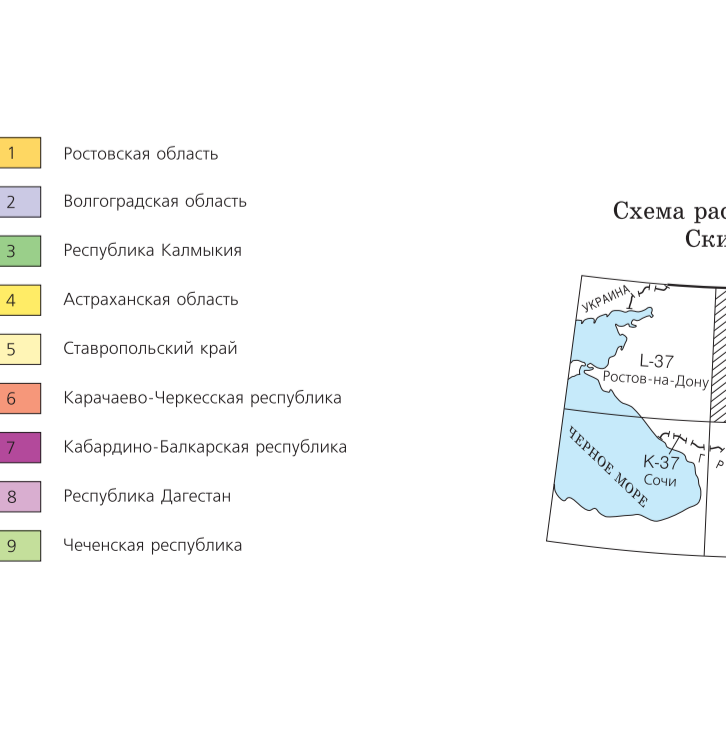 1 Ростовская область
2 Волгоградская область
3 Республика Калмыкия
4 Астраханская область
5 Ставропольский край
6 Карачаево-Черкесская республика
7 Кабардино-Балкарская республика
8 Республика Дагестан
9 Чеченская республика
Схема рас
Ски
УКРАИНА
L-37
Ростов-на-Дону
ЧЕРНОЕ МОРЕ
K-37
Сочи
Г Р